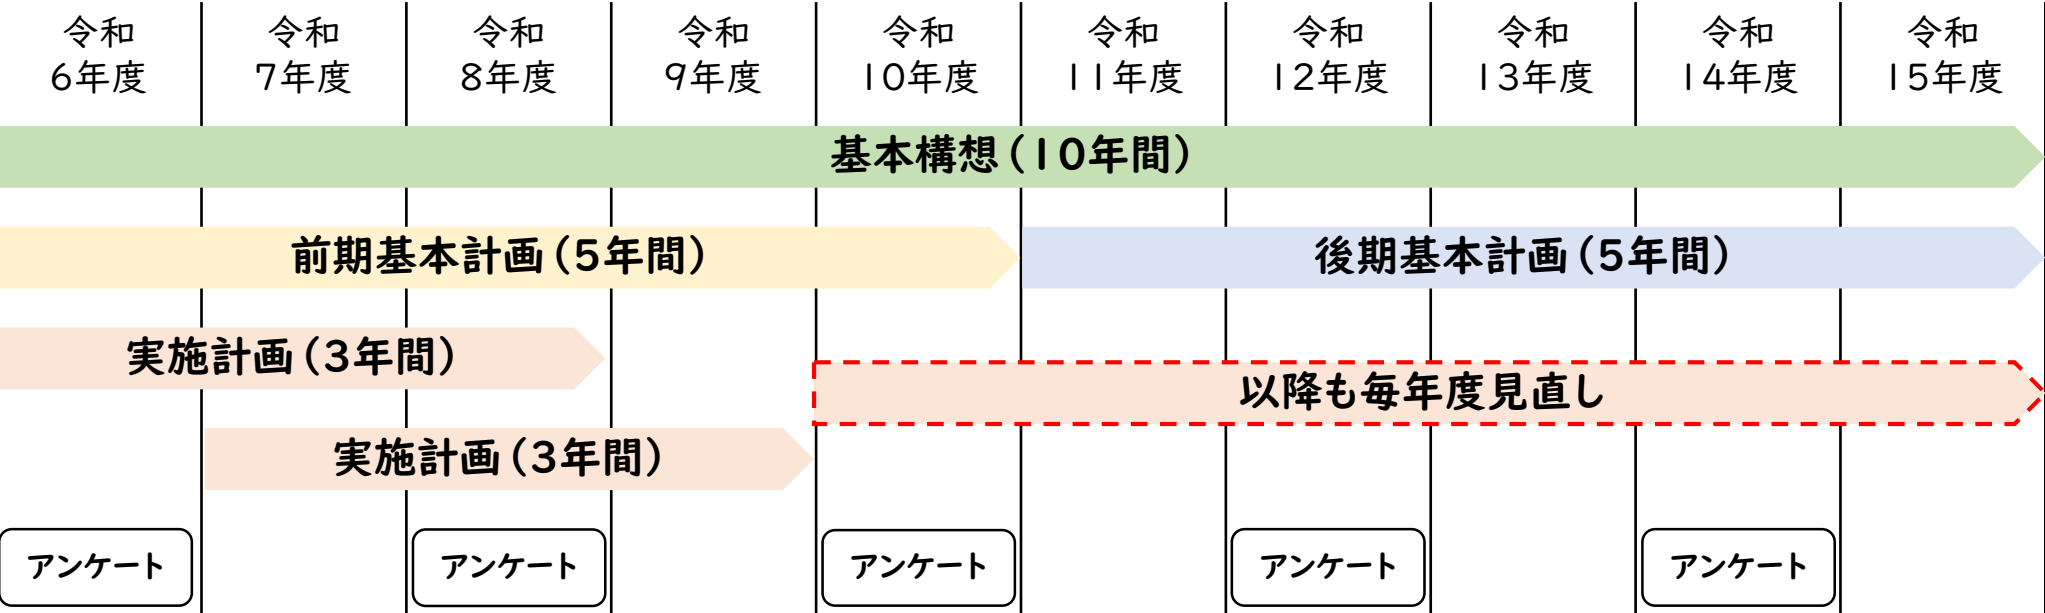 令和
6年度
令和
7年度
令和
8年度
令和
9年度
令和
10年度
令和
11年度
令和
12年度
令和
13年度
令和
14年度
令和
15年度
基本構想(10年間)
前期基本計画(5年間)
後期基本計画(5年間)
実施計画(3年間)
以降も毎年度見直し
実施計画(3年間)
アンケート
アンケート
アンケート
アンケート
アンケート